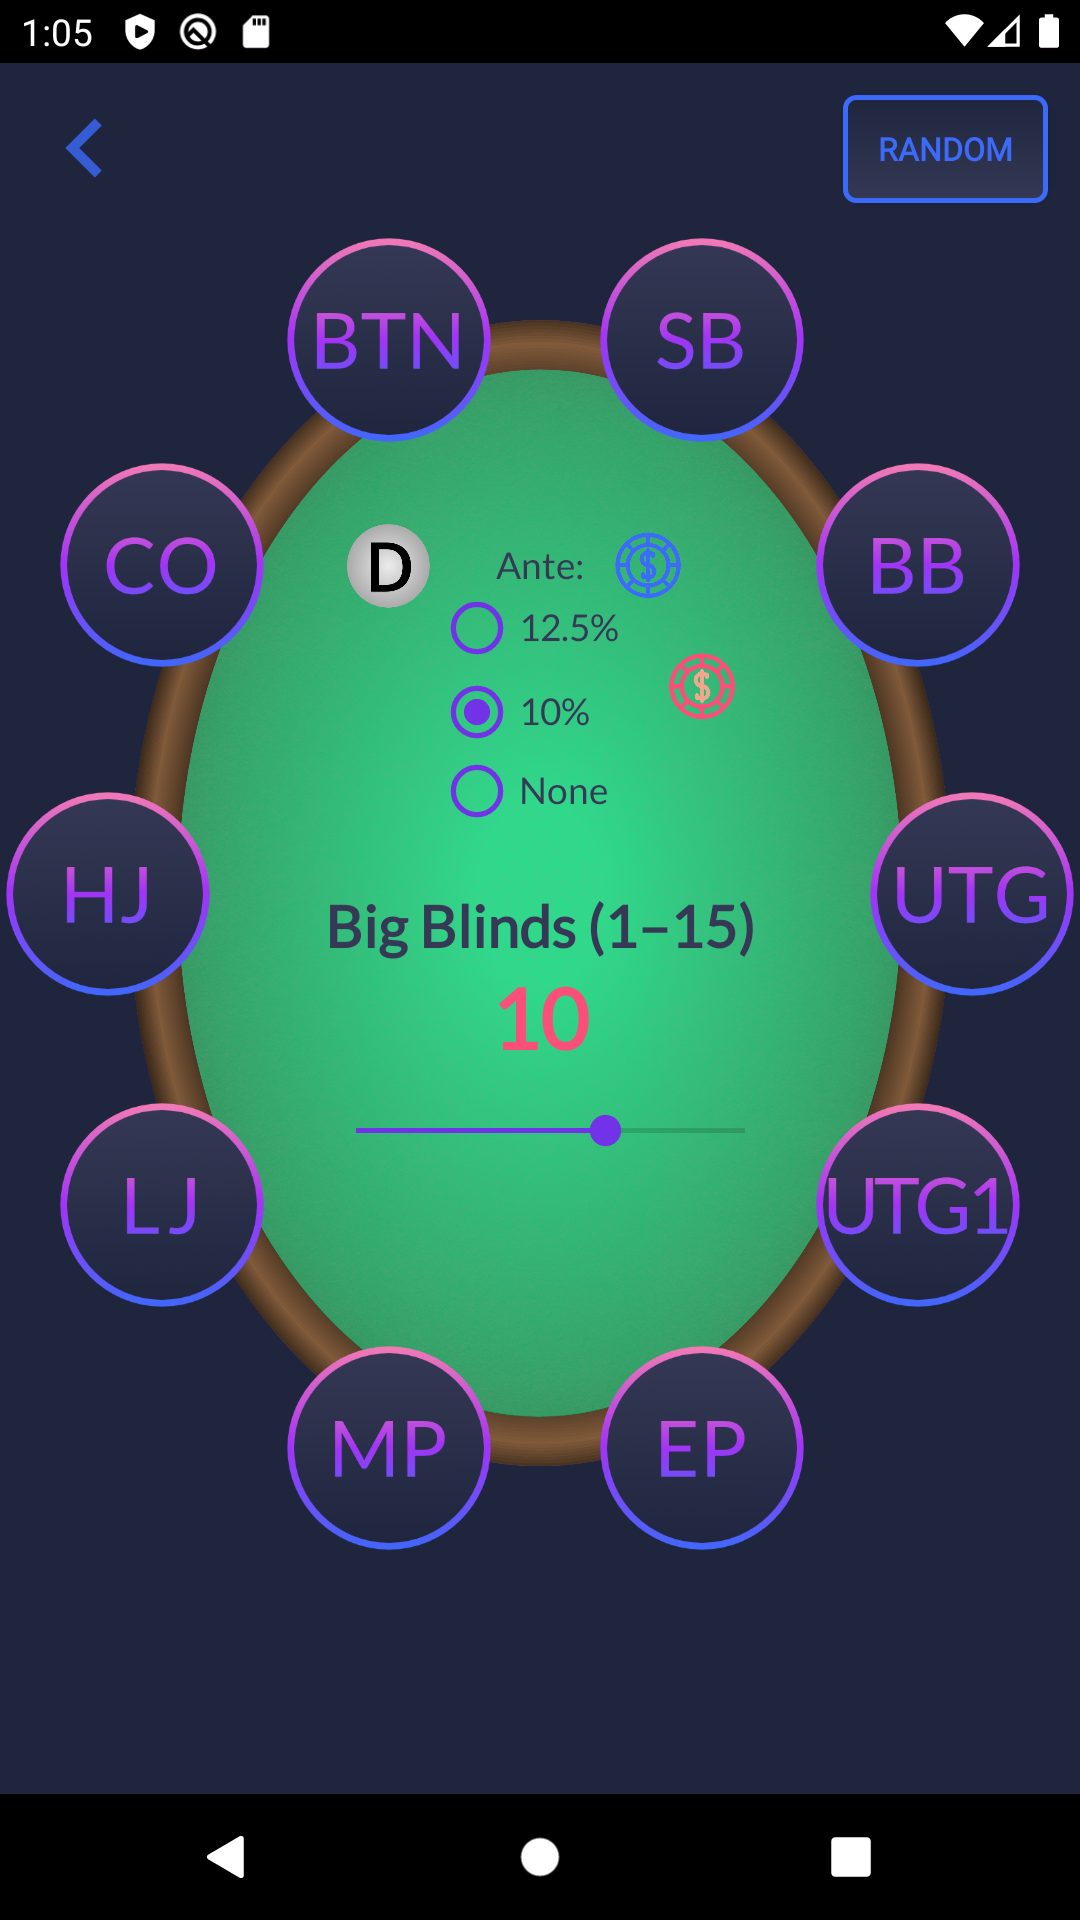 1:05
RANDOM
BTN
SB
CO
BB
D
Ante:
$
12.5%
$
10%
None
HJ
UTG
Big Blinds (1–15)
10
LJ
UTG1
MP
EP